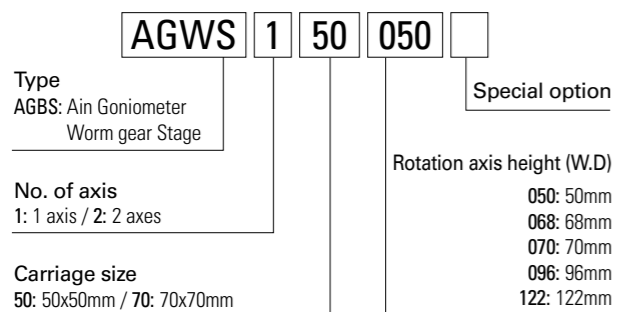 AGWS 1 50 050
Type
AGBS: Ain Goniometer
Worm gear Stage
Special option
No. of axis
1: 1 axis / 2: 2 axes
Carriage size
50: 50x50mm / 70: 70x70mm
Rotation axis height (W.D)
050: 50mm
068: 68mm
070: 70mm
096: 96mm
122: 122mm